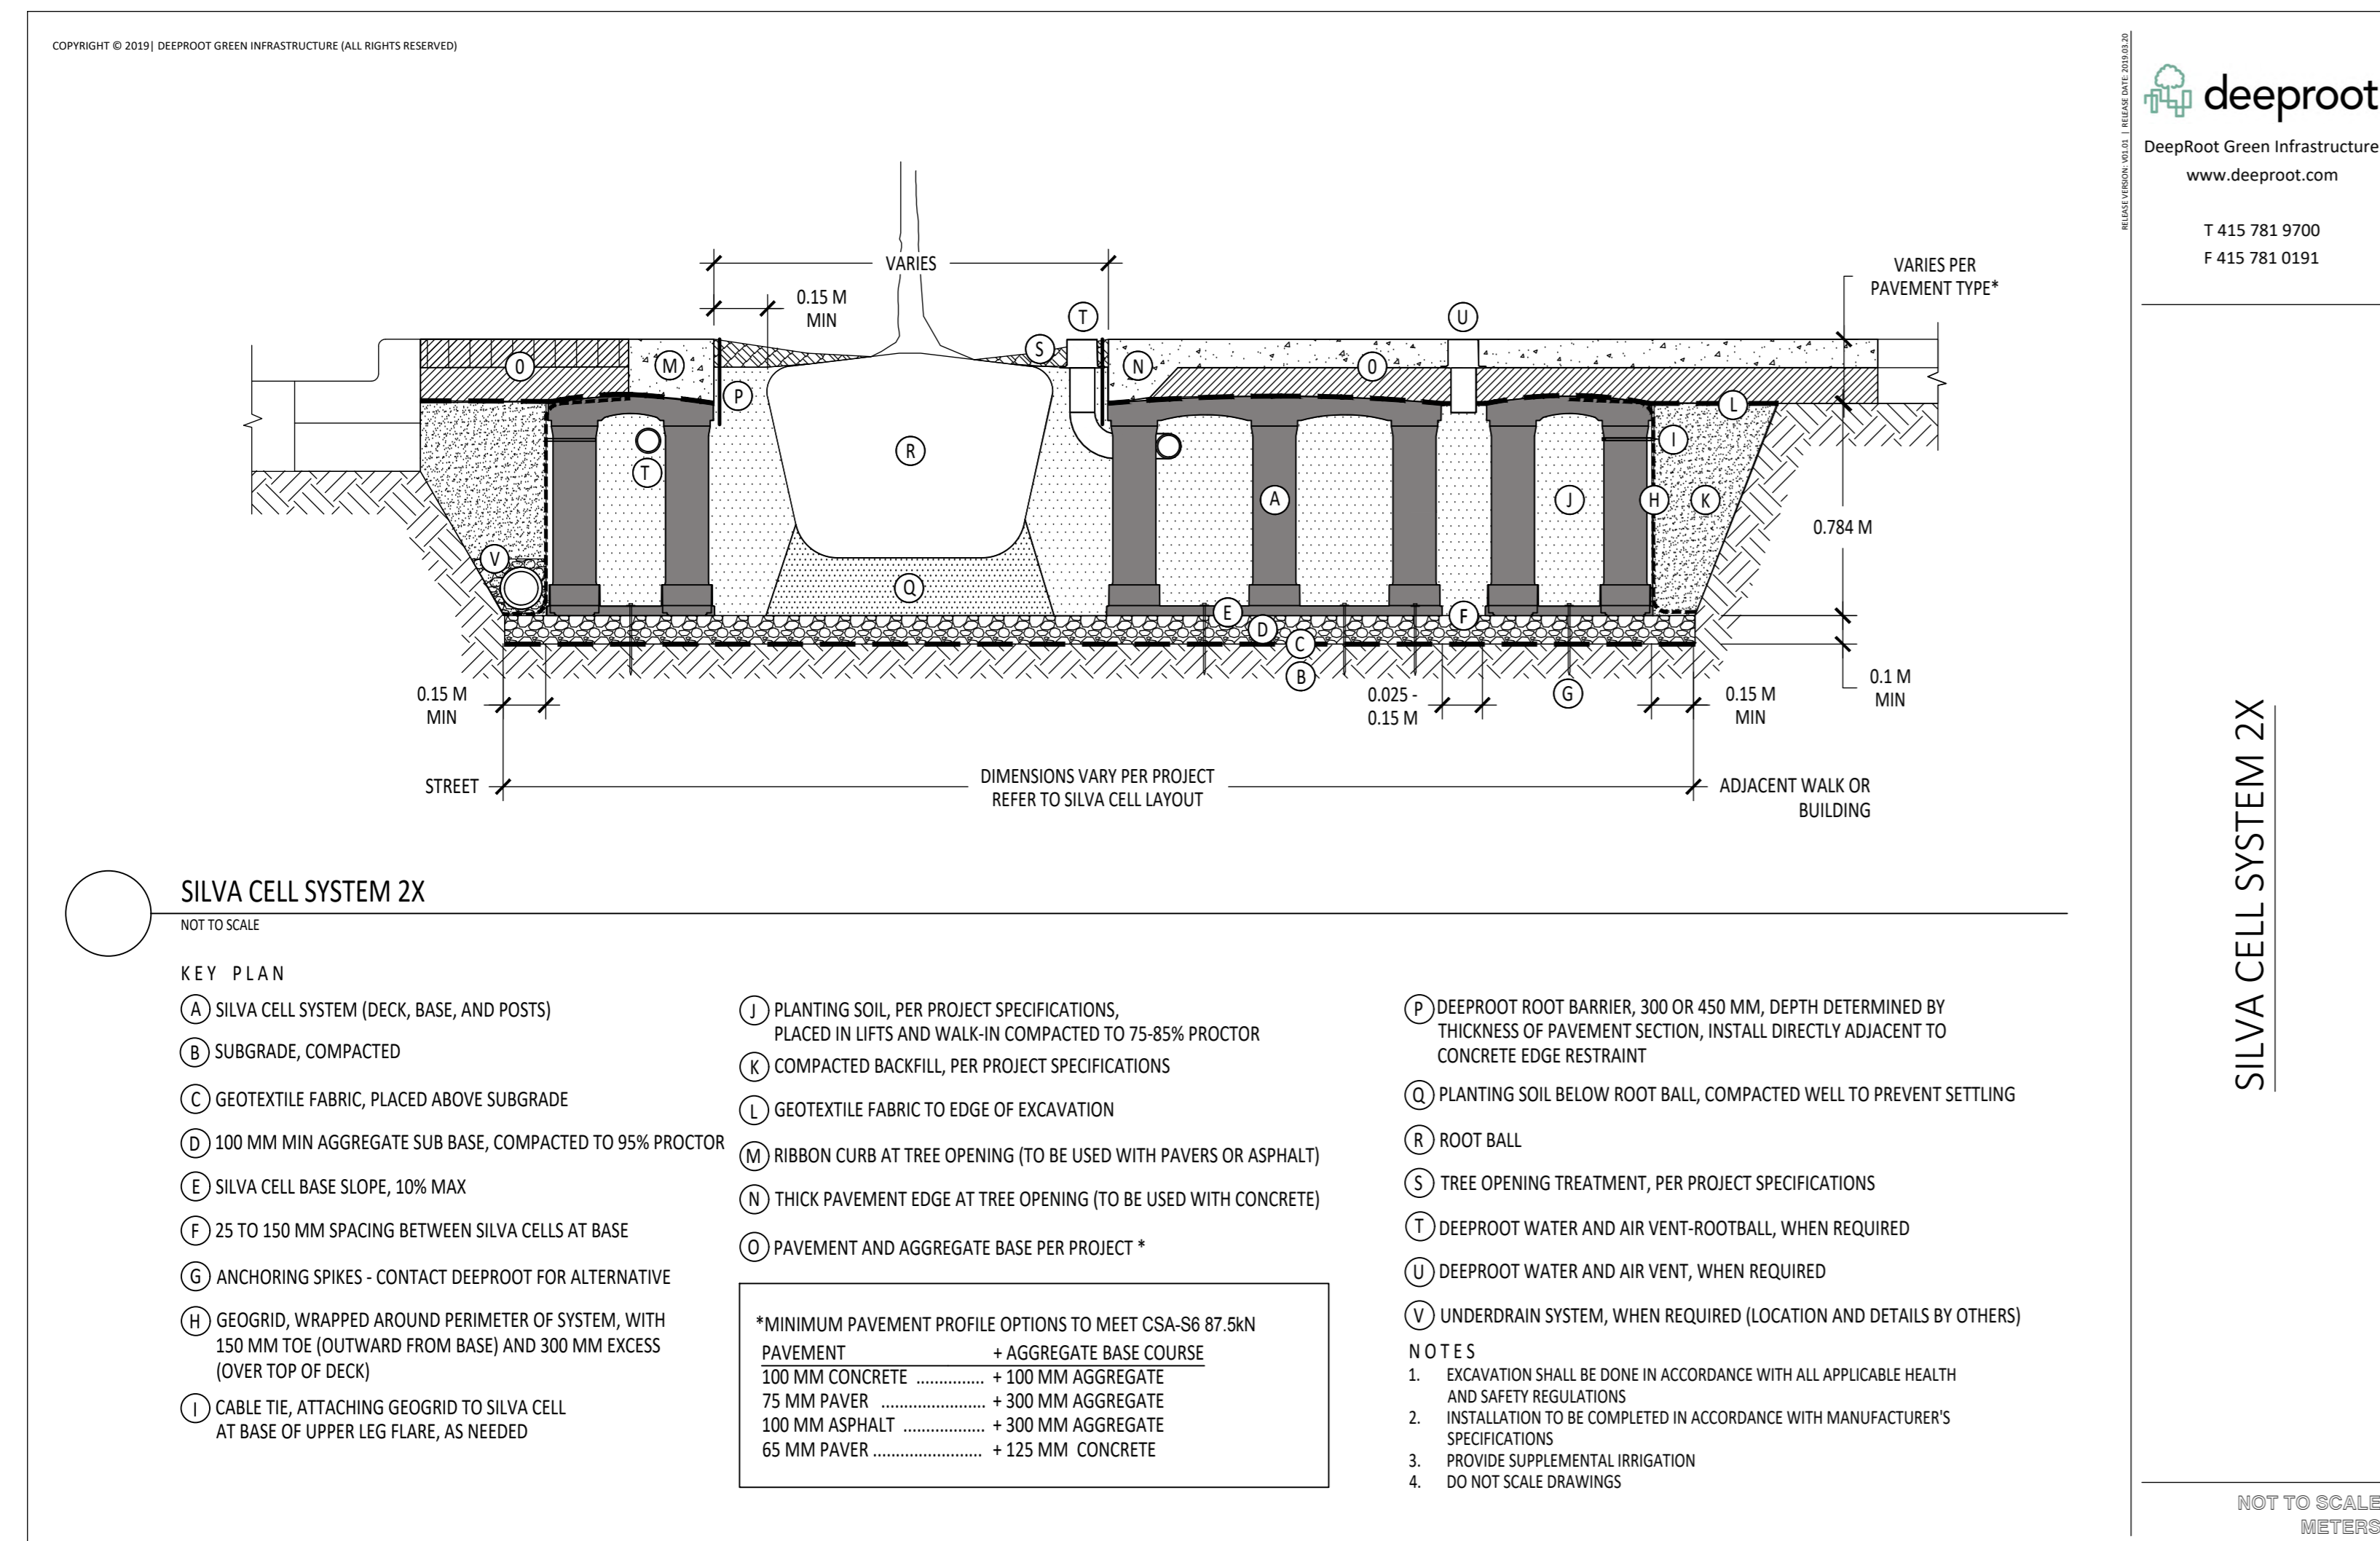 COPYRIGHT © 2019| DEEPROOT GREEN INFRASTRUCTURE (ALL RIGHTS RESERVED)
RELEASE VERSION: V01.01 | RELEASE DATE: 2019.03.20
deeproot
DeepRoot Green Infrastructure
www.deeproot.com
T 415 781 9700
F 415 781 0191
VARIES
0.15 M
MIN
VARIES PER
PAVEMENT TYPE*
T
U
S
O
M
N
O
P
L
I
R
T
A
J
H
K
0.784 M
V
Q
E
F
D
C
B
G
0.15 M
MIN
0.025 -
0.15 M
0.15 M
MIN
0.1 M
MIN
STREET
DIMENSIONS VARY PER PROJECT
REFER TO SILVA CELL LAYOUT
ADJACENT WALK OR
BUILDING
SILVA CELL SYSTEM 2X
NOT TO SCALE
KEY PLAN
A SILVA CELL SYSTEM (DECK, BASE, AND POSTS)
B SUBGRADE, COMPACTED
C GEOTEXTILE FABRIC, PLACED ABOVE SUBGRADE
D 100 MM MIN AGGREGATE SUB BASE, COMPACTED TO 95% PROCTOR
E SILVA CELL BASE SLOPE, 10% MAX
F 25 TO 150 MM SPACING BETWEEN SILVA CELLS AT BASE
G ANCHORING SPIKES - CONTACT DEEPROOT FOR ALTERNATIVE
H GEOGRID, WRAPPED AROUND PERIMETER OF SYSTEM, WITH
150 MM TOE (OUTWARD FROM BASE) AND 300 MM EXCESS
(OVER TOP OF DECK)
I CABLE TIE, ATTACHING GEOGRID TO SILVA CELL
AT BASE OF UPPER LEG FLARE, AS NEEDED
J PLANTING SOIL, PER PROJECT SPECIFICATIONS,
PLACED IN LIFTS AND WALK-IN COMPACTED TO 75-85% PROCTOR
K COMPACTED BACKFILL, PER PROJECT SPECIFICATIONS
L GEOTEXTILE FABRIC TO EDGE OF EXCAVATION
M RIBBON CURB AT TREE OPENING (TO BE USED WITH PAVERS OR ASPHALT)
N THICK PAVEMENT EDGE AT TREE OPENING (TO BE USED WITH CONCRETE)
O PAVEMENT AND AGGREGATE BASE PER PROJECT *
*MINIMUM PAVEMENT PROFILE OPTIONS TO MEET CSA-S6 87.5kN
PAVEMENT + AGGREGATE BASE COURSE
100 MM CONCRETE ............... + 100 MM AGGREGATE
75 MM PAVER ....................... + 300 MM AGGREGATE
100 MM ASPHALT .................. + 300 MM AGGREGATE
65 MM PAVER ........................ + 125 MM CONCRETE
P DEEPROOT ROOT BARRIER, 300 OR 450 MM, DEPTH DETERMINED BY
THICKNESS OF PAVEMENT SECTION, INSTALL DIRECTLY ADJACENT TO
CONCRETE EDGE RESTRAINT
Q PLANTING SOIL BELOW ROOT BALL, COMPACTED WELL TO PREVENT SETTLING
R ROOT BALL
S TREE OPENING TREATMENT, PER PROJECT SPECIFICATIONS
T DEEPROOT WATER AND AIR VENT-ROOTBALL, WHEN REQUIRED
U DEEPROOT WATER AND AIR VENT, WHEN REQUIRED
V UNDERDRAIN SYSTEM, WHEN REQUIRED (LOCATION AND DETAILS BY OTHERS)
NOTES
1. EXCAVATION SHALL BE DONE IN ACCORDANCE WITH ALL APPLICABLE HEALTH
AND SAFETY REGULATIONS
2. INSTALLATION TO BE COMPLETED IN ACCORDANCE WITH MANUFACTURER'S
SPECIFICATIONS
3. PROVIDE SUPPLEMENTAL IRRIGATION
4. DO NOT SCALE DRAWINGS
SILVA CELL SYSTEM 2X
NOT TO SCALE
METERS